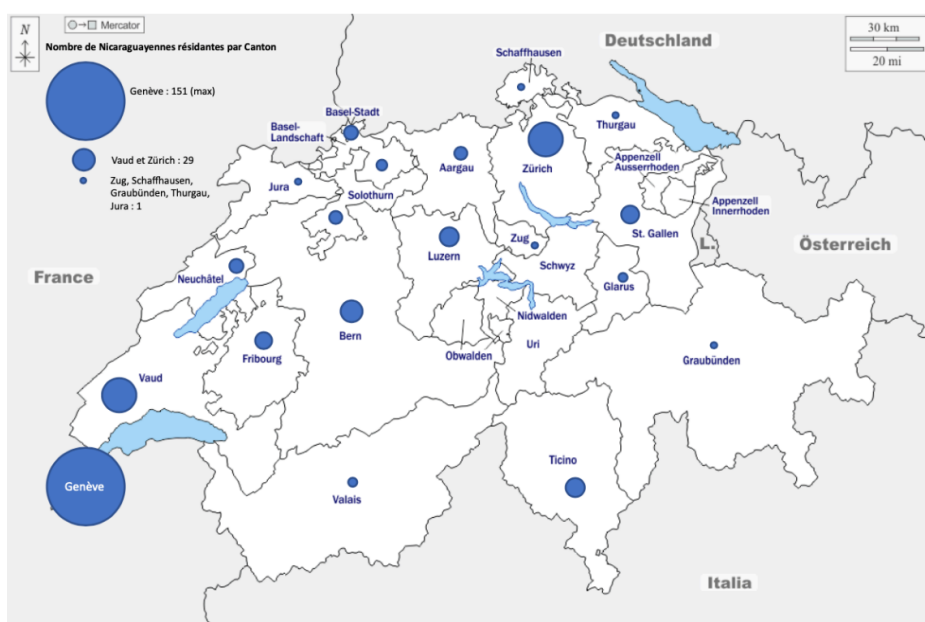 N
Mercator
Nombre de Nicaraguayennes résidantes par Canton
Genève : 151 (max)
Vaud et Zürich : 29
Zug, Schaffhausen,
Graubünden, Thurgau,
Jura : 1
Deutschland
30 km
20 mi
Schaffhausen
Basel-Stadt
Basel-
Landschaft
Thurgau
Aargau
Zürich
Appenzell
Ausserrhoden
Jura
Solothurn
Appenzell
Innerrhoden
St. Gallen
L.
Österreich
Zug
Luzern
Schwyz
France
Neuchâtel
Glarus
Nidwalden
Bern
Obwalden
Uri
Fribourg
Graubünden
Vaud
Ticino
Genève
Valais
Italia